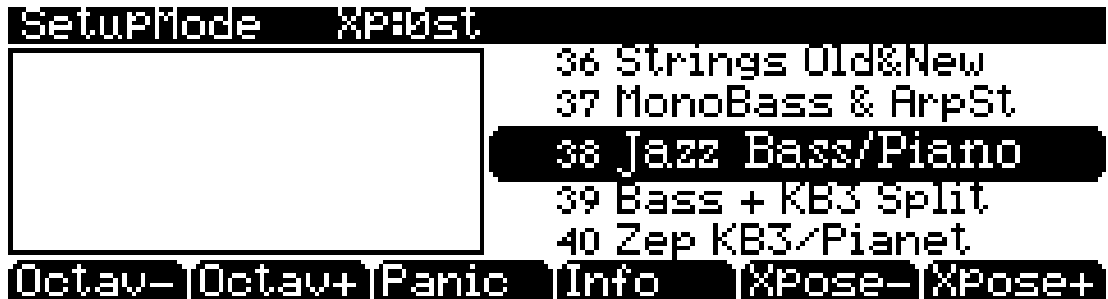 SetupMode Xp:0st
36 Strings Old&New
37 MonoBass & ArpSt
38 Jazz Bass/Piano
39 Bass + KB3 Split
40 Zep KB3/Pianet
Octav- Octav+ Panic Info Xpose- Xpose+